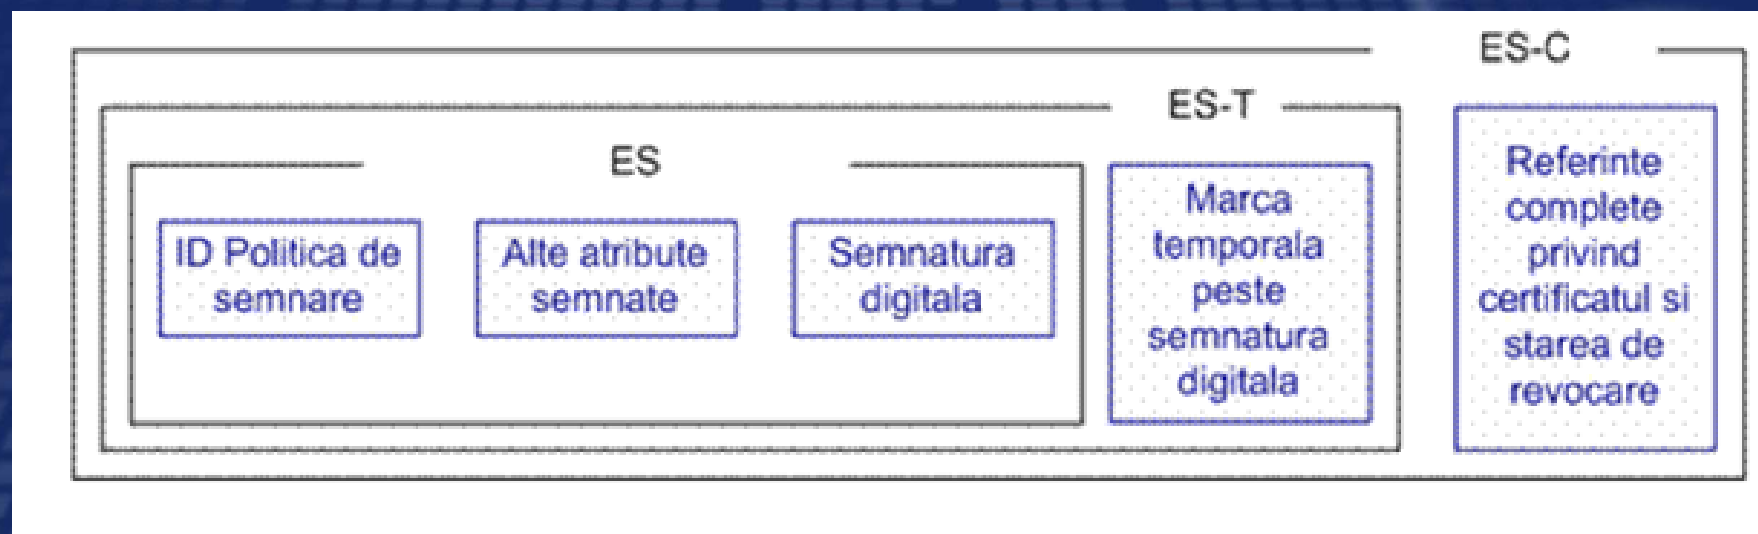 ES-C
ES-T
ES
ID Politica de
semnare
Alte atribute
semnate
Semnatura
digitala
Marca
temporala
peste
semnatura
digitala
Referinte
complete
privind
certificatul si
starea de
revocare